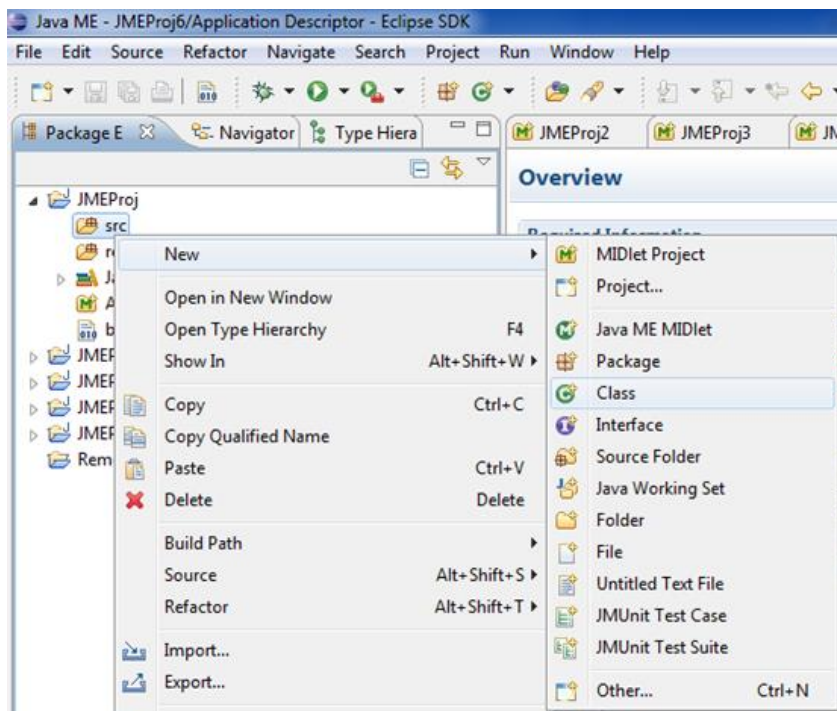 Java ME - JMEProj6/Application Descriptor - Eclipse SDK
File Edit Source Refactor Navigate Search Project Run Window Help
Package E Navigator Type Hiera
JMEProj2 JMEProj3
Overview
JMEProj
src
New
Open in New Window
Open Type Hierarchy F4
Show In Alt+Shift+W
Copy Ctrl+C
Copy Qualified Name
Paste Ctrl+V
Delete Delete
Build Path
Source Alt+Shift+S
Refactor Alt+Shift+T
Import...
Export...
MIDlet Project
Project...
Java ME MIDlet
Package
Class
Interface
Source Folder
Java Working Set
Folder
File
Untitled Text File
JMUnit Test Case
JMUnit Test Suite
Other... Ctrl+N